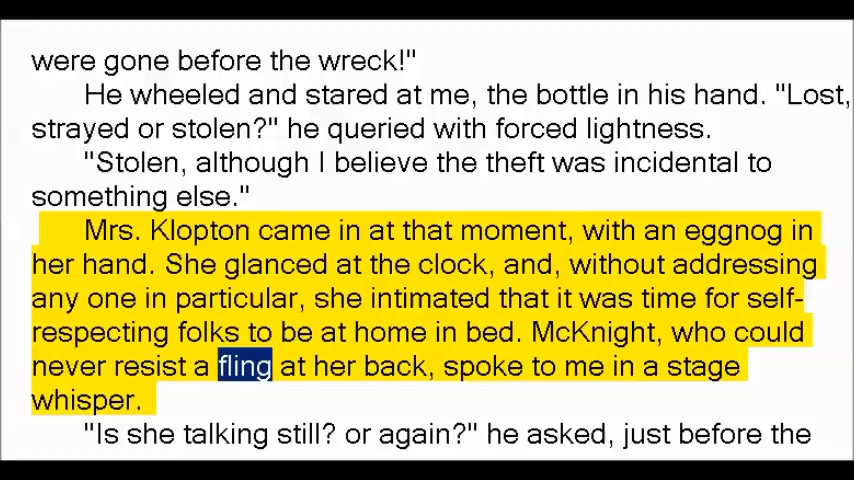 were gone before the wreck!"
He wheeled and stared at me, the bottle in his hand. "Lost,
strayed or stolen?" he queried with forced lightness.
"Stolen, although I believe the theft was incidental to
something else."
Mrs. Klopton came in at that moment, with an eggnog in
her hand. She glanced at the clock, and, without addressing
any one in particular, she intimated that it was time for self-
respecting folks to be at home in bed. McKnight, who could
never resist a fling at her back, spoke to me in a stage
whisper.
"Is she talking still? or again?" he asked, just before the